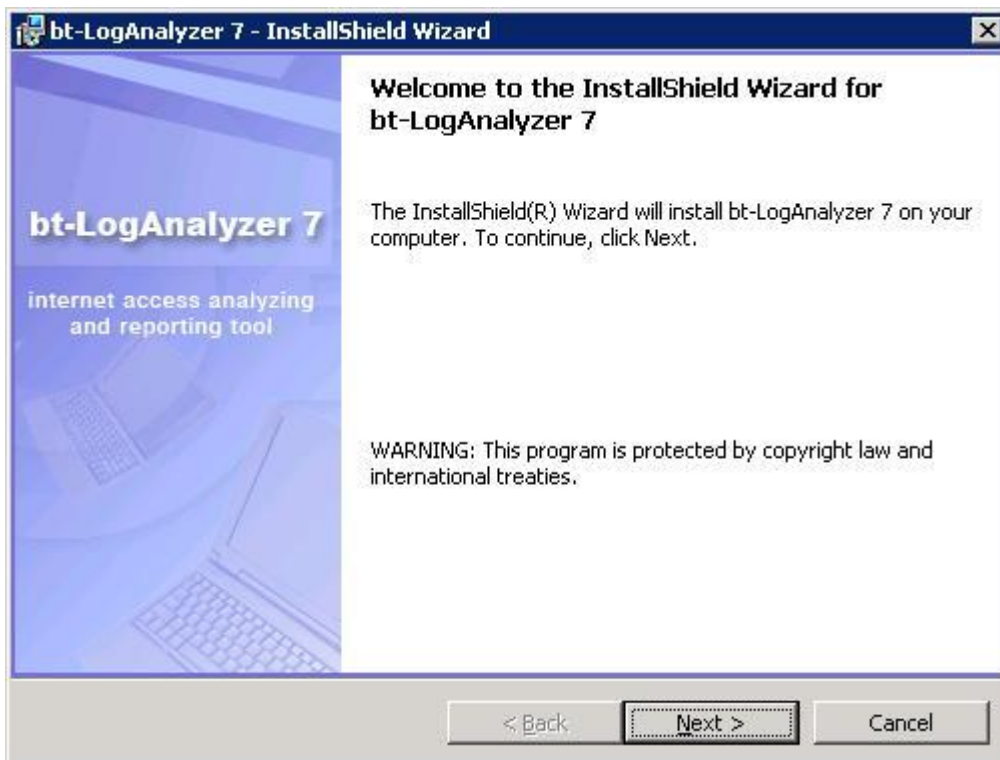 bt-LogAnalyzer 7 - InstallShield Wizard
bt-LogAnalyzer 7
internet access analyzing
and reporting tool
Welcome to the InstallShield Wizard for
bt-LogAnalyzer 7
The InstallShield(R) Wizard will install bt-LogAnalyzer 7 on your
computer. To continue, click Next.
WARNING: This program is protected by copyright law and
international treaties.
< Back
Next >
Cancel